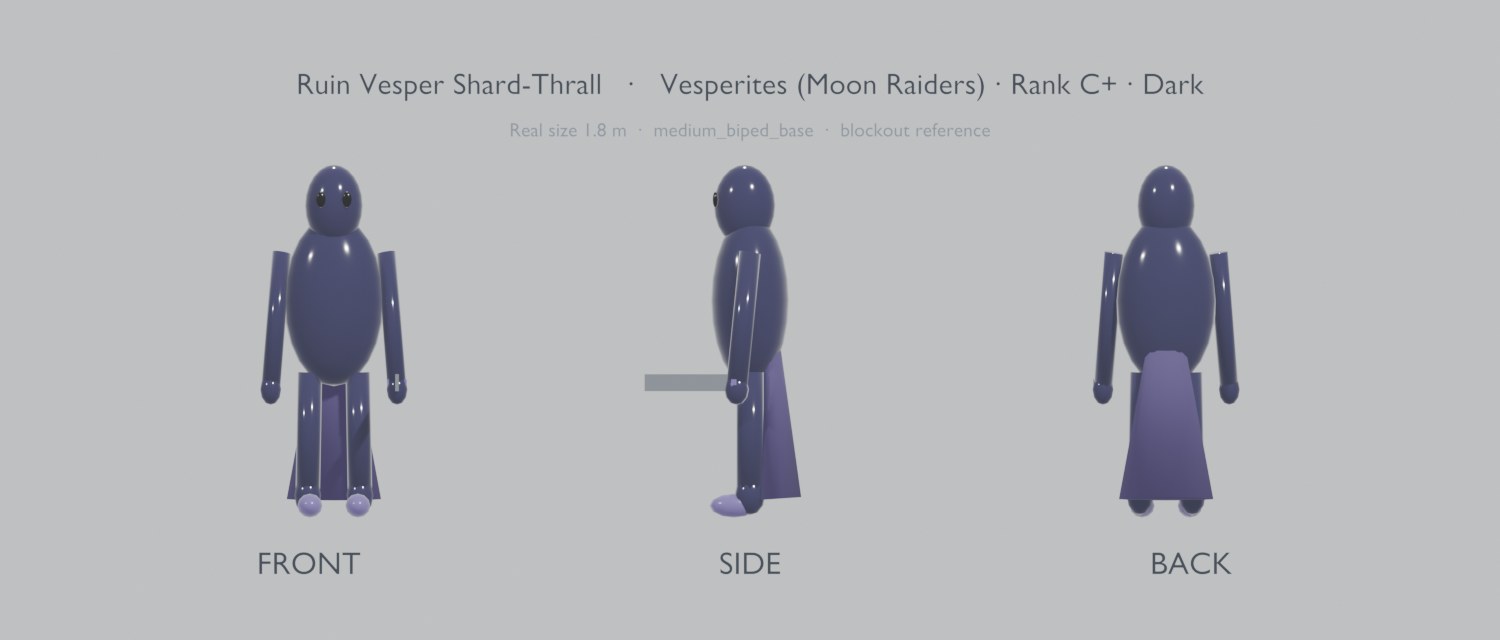 Ruin Vesper Shard-Thrall · Vesperites (Moon Raiders) · Rank C+ · Dark
Real size 1.8 m · medium_biped_base · blockout reference
FRONT SIDE BACK